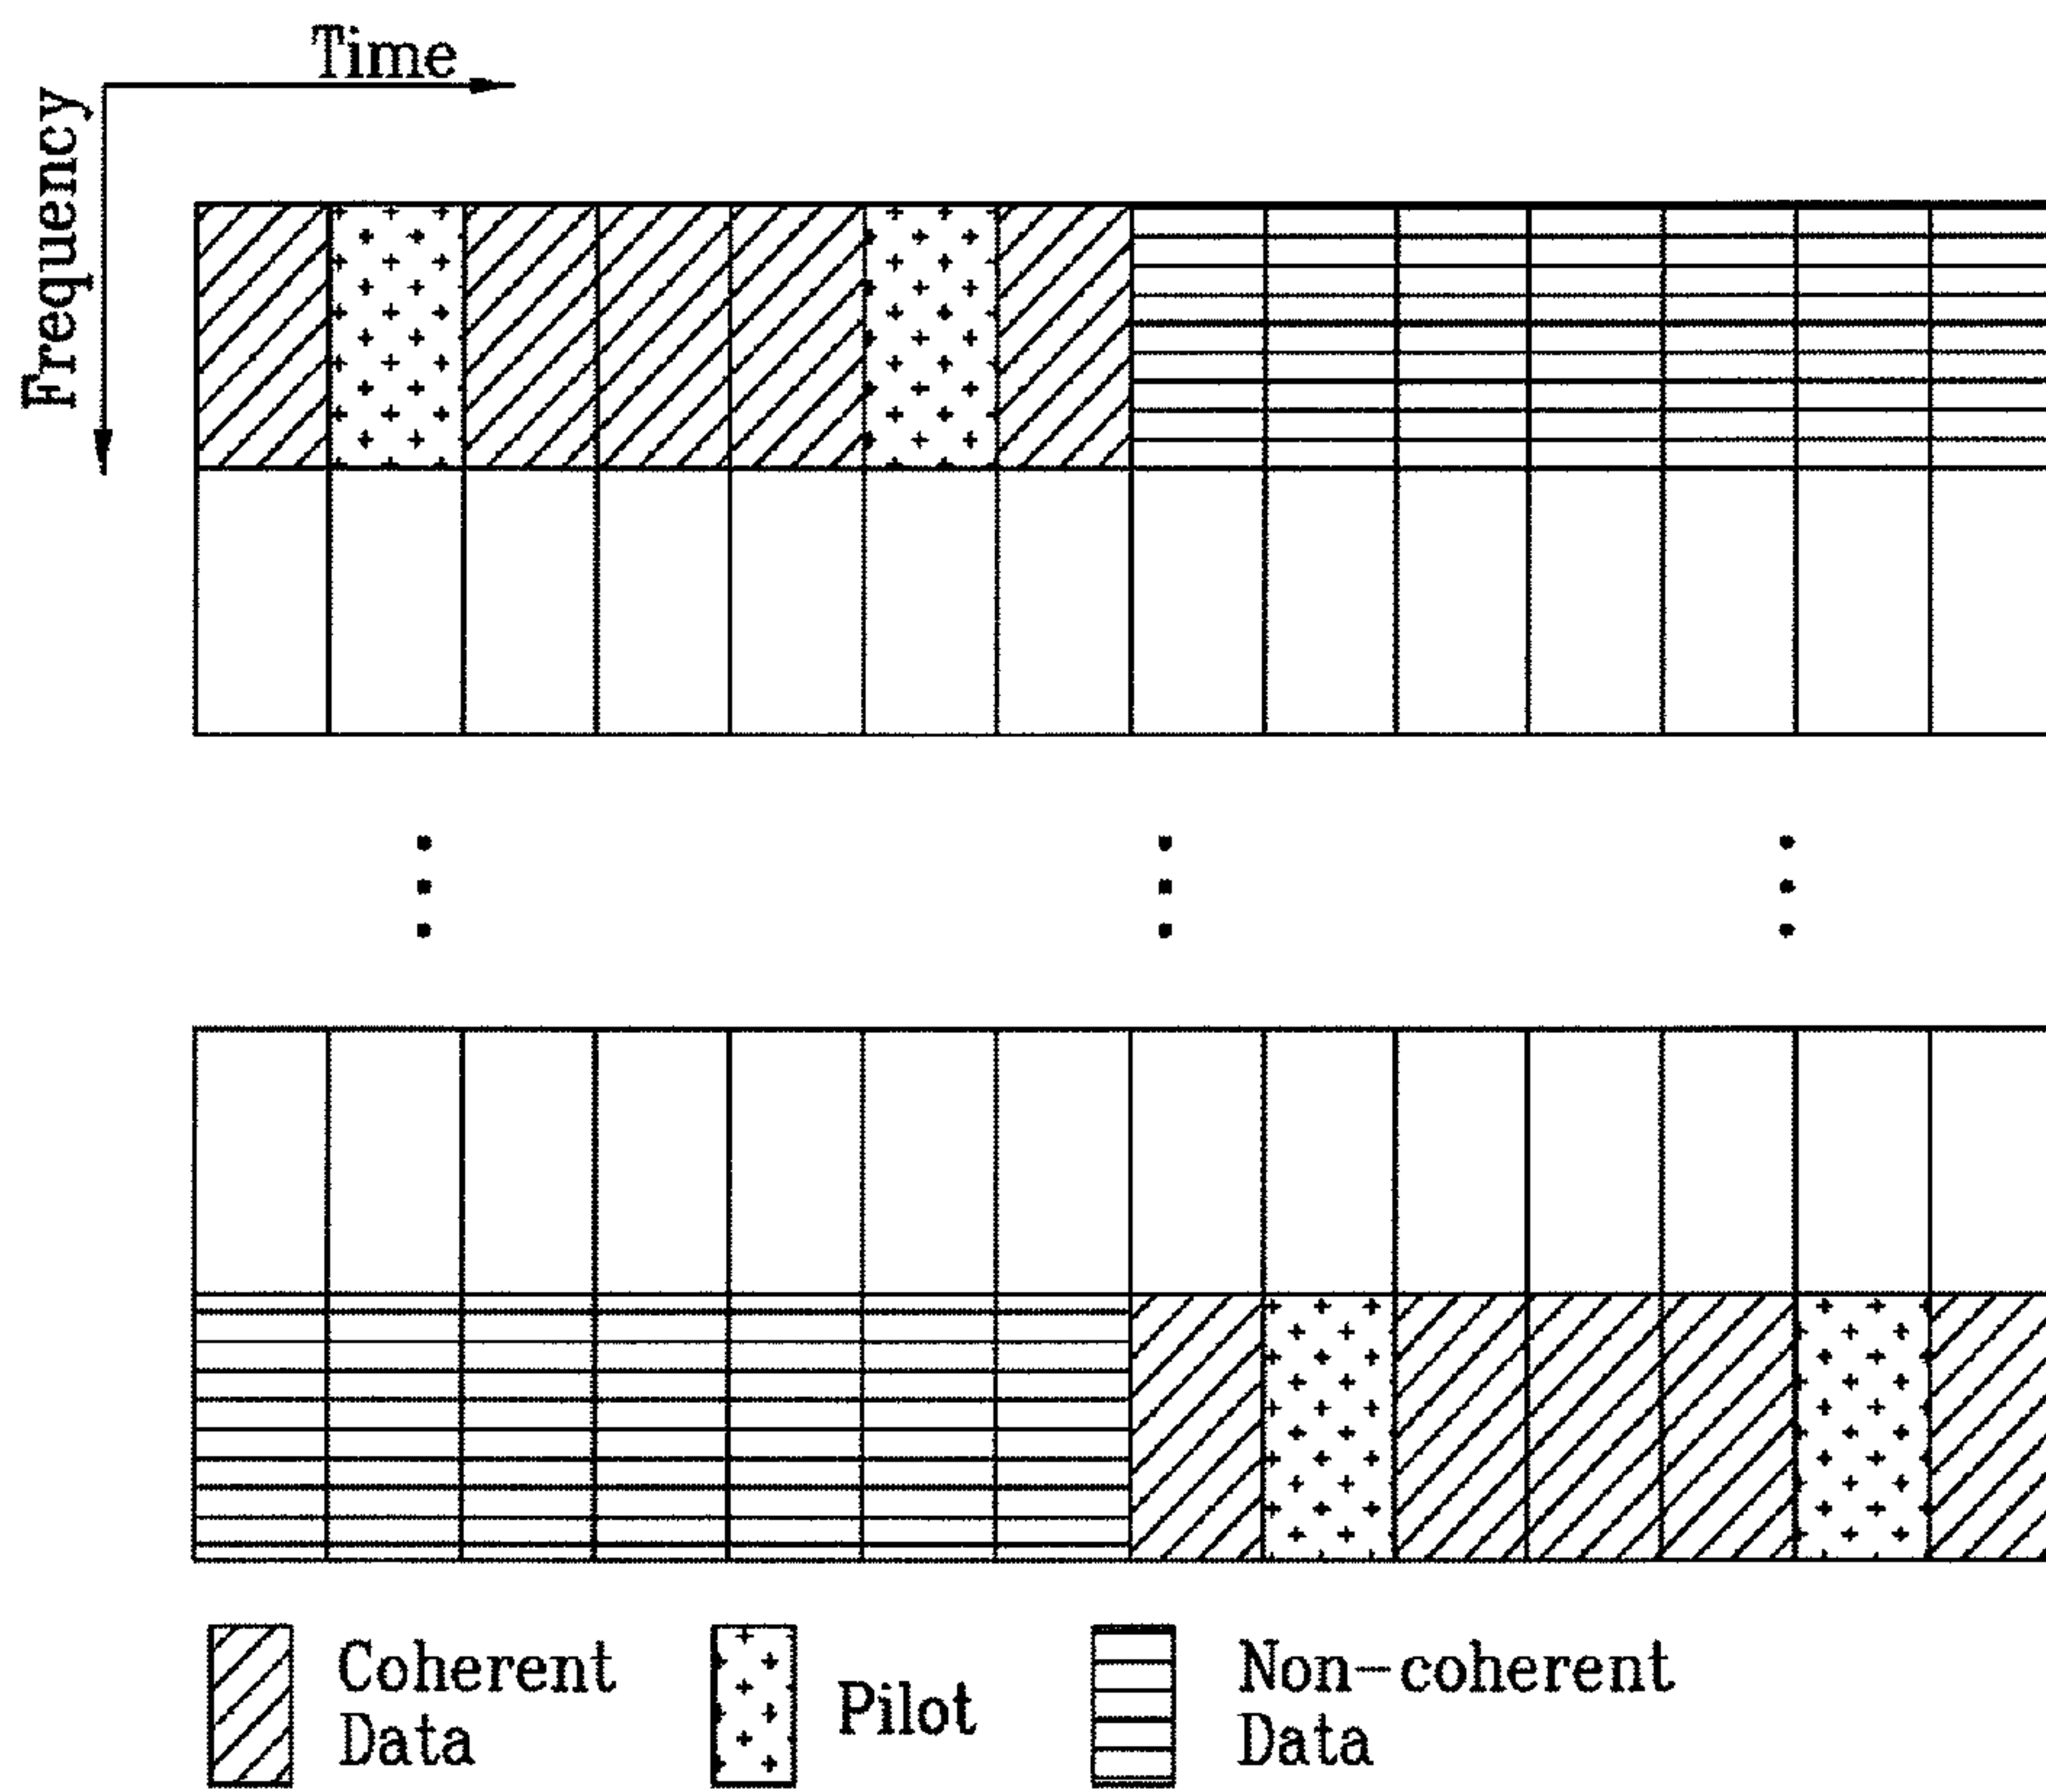 Time
Frequency
Coherent
Data
Pilot
Non-coherent
Data